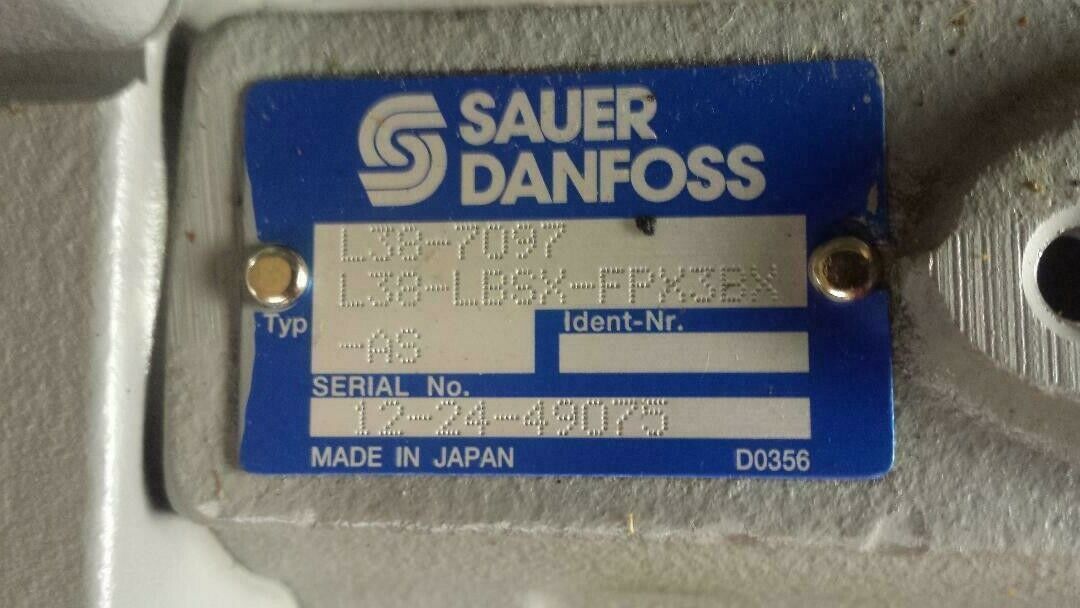 SAUER
DANFOSS
L38-7097
L38-LBSX-FPX3BX
Typ
Ident-Nr.
-AS
SERIAL No.
12-24-49075
MADE IN JAPAN
D0356